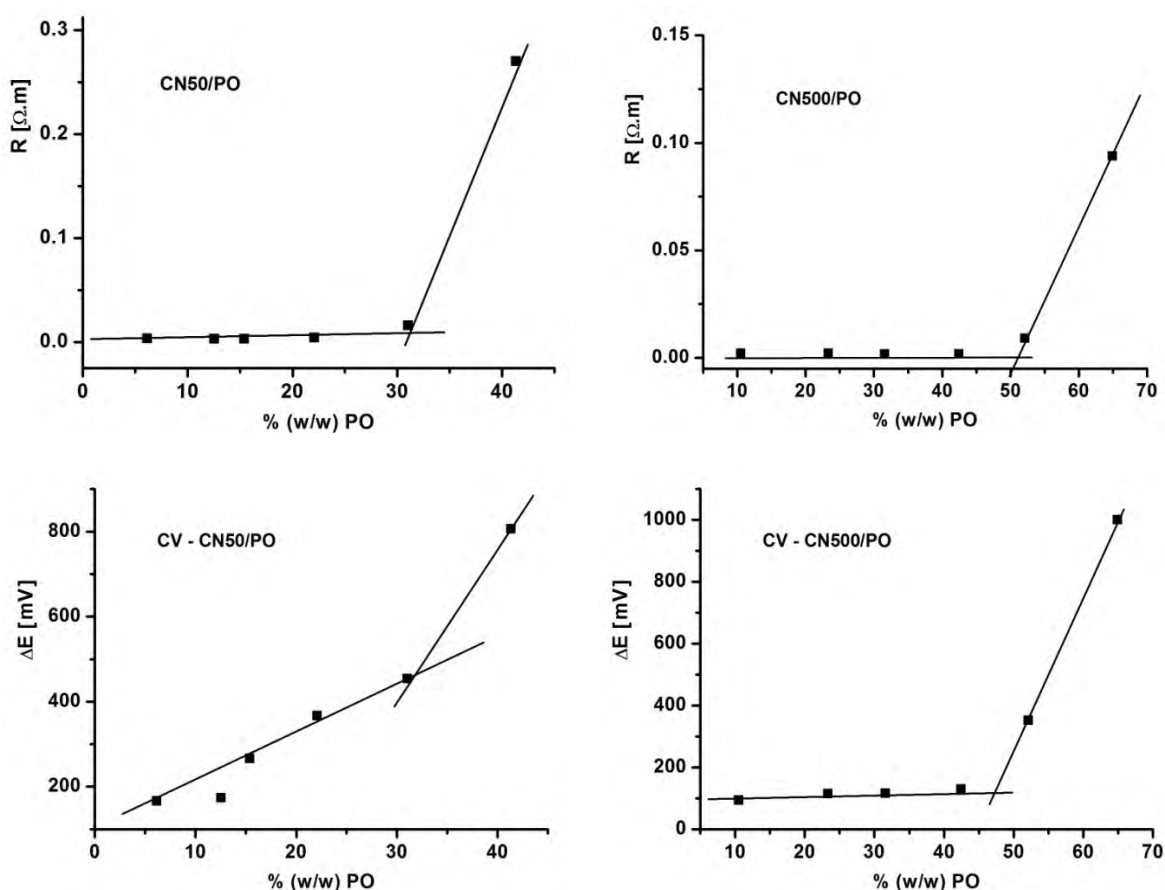 0.3
CN50/PO
0.2
R [Ω.m]
0.1
0.0
0 10 20 30 40
% (w/w) PO
0.15
CN500/PO
0.10
R [Ω.m]
0.05
0.00
10 20 30 40 50 60 70
% (w/w) PO
CV - CN50/PO
800
600
ΔE [mV]
400
200
0 10 20 30 40
% (w/w) PO
1000
CV - CN500/PO
800
600
ΔE [mV]
400
200
0
10 20 30 40 50 60 70
% (w/w) PO